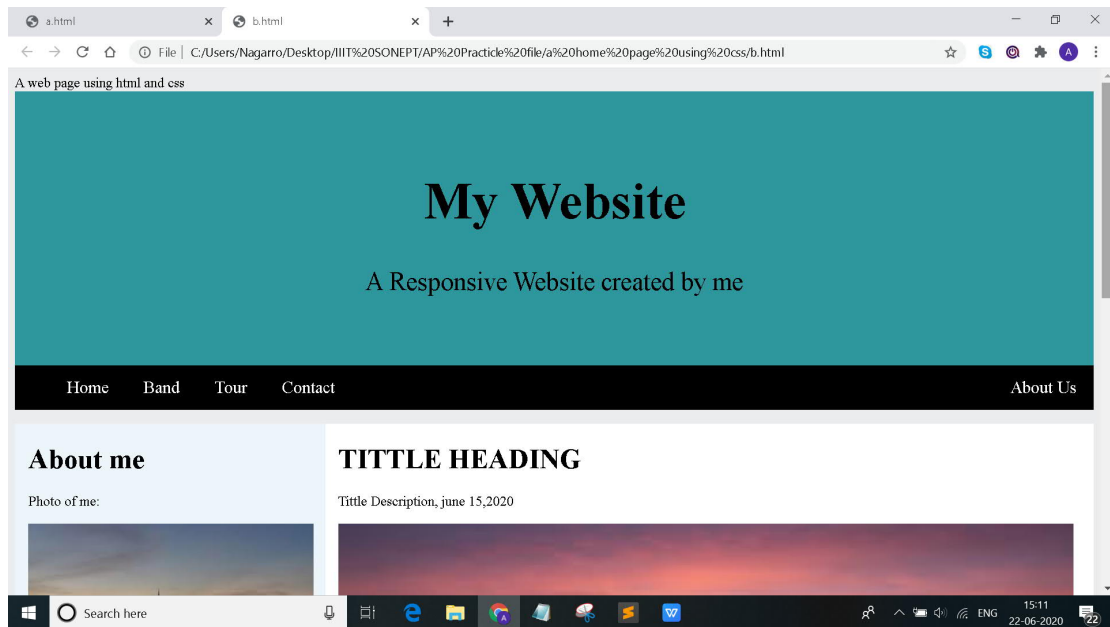 a.html
b.html
File | C:/Users/Nagarro/Desktop/IIIT%20SONEPT/AP%20Practicle%20file/a%20home%20page%20using%20css/b.html
A
A web page using html and css
My Website
A Responsive Website created by me
Home Band Tour Contact About Us
About me
Photo of me:
TITTLE HEADING
Tittle Description, june 15,2020
Search here
ENG
15:11
22-06-2020
22